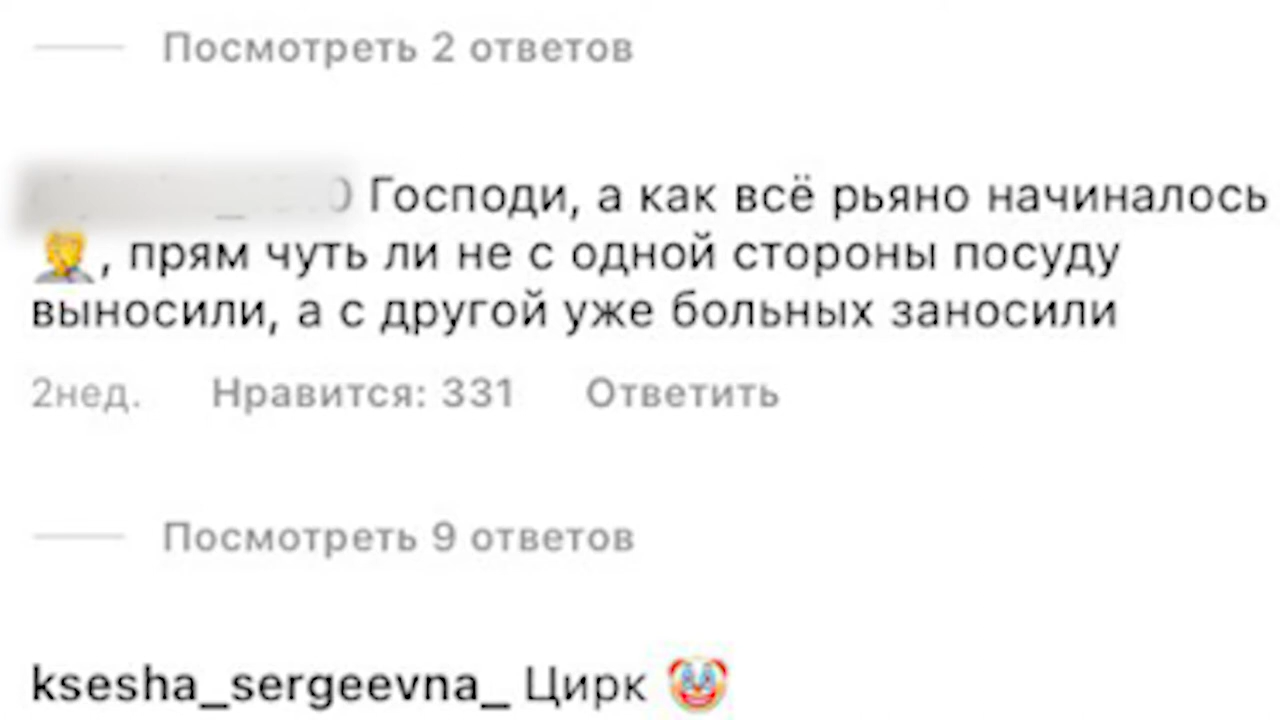 Посмотреть 2 ответов
Господи, а как всё рьяно начиналось
🤦, прям чуть ли не с одной стороны посуду
выносили, а с другой уже больных заносили
2нед. Нравится: 331 Ответить
Посмотреть 9 ответов
ksesha_sergeevna_ Цирк 🤡